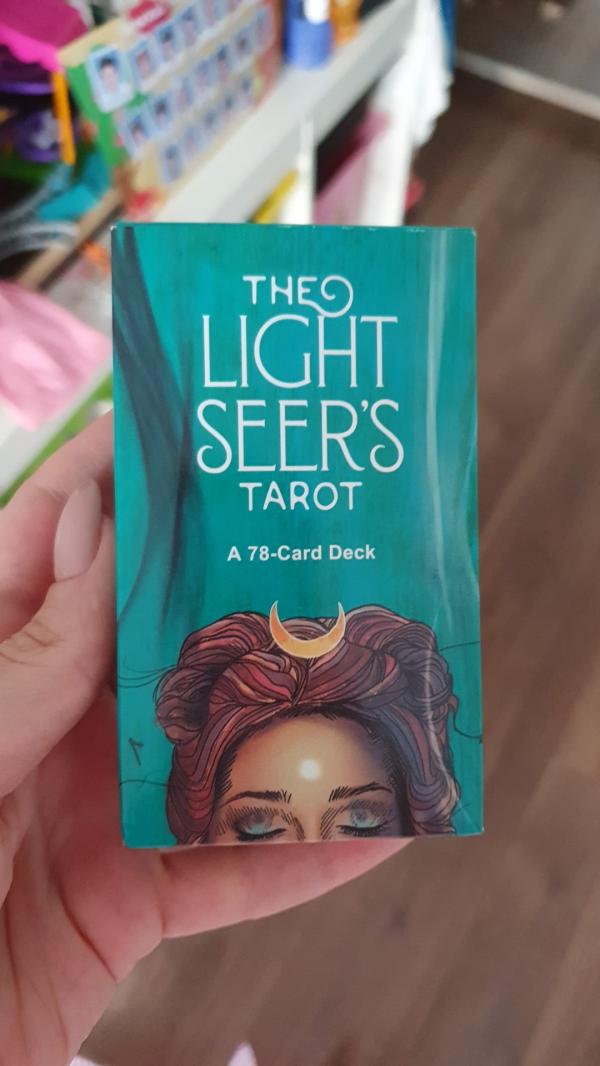 THE
LIGHT
SEER'S
TAROT
A 78-Card Deck